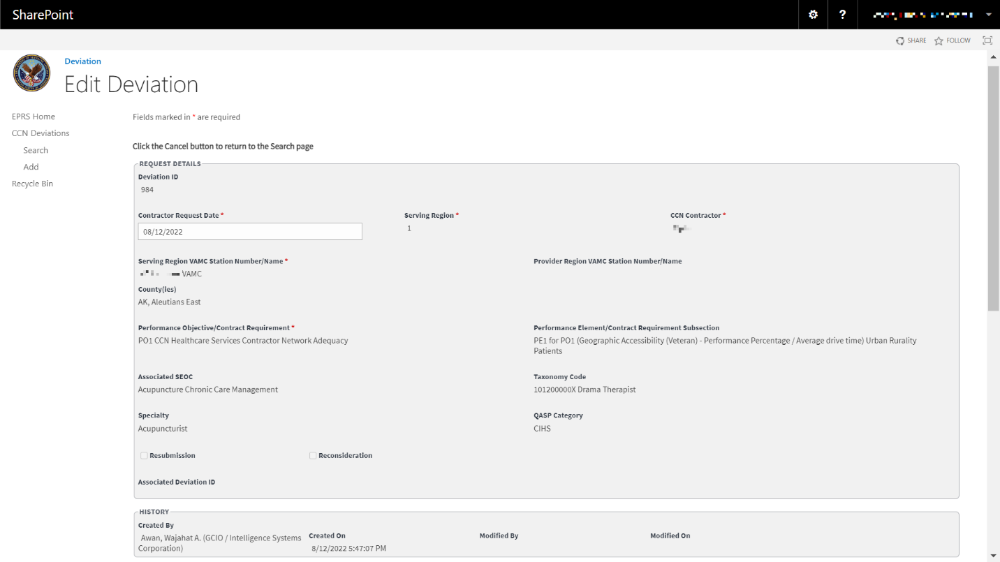 SharePoint
?
SHARE
FOLLOW
Deviation
Edit Deviation
EPRS Home
CCN Deviations
Search
Add
Recycle Bin
Fields marked in * are required
Click the Cancel button to return to the Search page
REQUEST DETAILS
Deviation ID
984
Contractor Request Date *
08/12/2022
Serving Region *
1
CCN Contractor *
Serving Region VAMC Station Number/Name *
VAMC
Provider Region VAMC Station Number/Name
County(ies)
AK, Aleutians East
Performance Objective/Contract Requirement *
PO1 CCN Healthcare Services Contractor Network Adequacy
Performance Element/Contract Requirement Subsection
PE1 for PO1 (Geographic Accessibility (Veteran) - Performance Percentage / Average drive time) Urban Rurality
Patients
Associated SEOC
Acupuncture Chronic Care Management
Taxonomy Code
101200000X Drama Therapist
Specialty
Acupuncturist
QASP Category
CIHS
Resubmission
Reconsideration
Associated Deviation ID
HISTORY
Created By
Awan, Wajahat A. (GCIO / Intelligence Systems
Corporation)
Created On
8/12/2022 5:47:07 PM
Modified By
Modified On